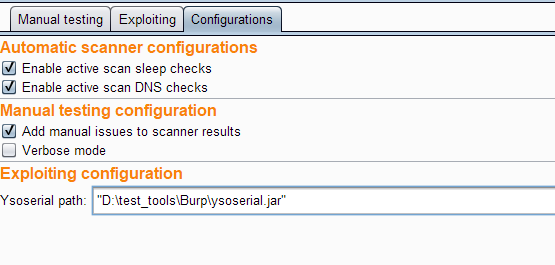 Manual testing Exploiting Configurations
Automatic scanner configurations
Enable active scan sleep checks
Enable active scan DNS checks
Manual testing configuration
Add manual issues to scanner results
Verbose mode
Exploiting configuration
Ysoserial path: "D:\test_tools\Burp\ysoserial.jar"